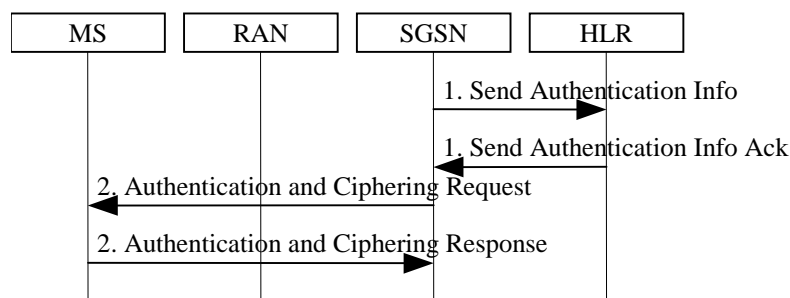 MS RAN SGSN HLR
1. Send Authentication Info
1. Send Authentication Info Ack
2. Authentication and Ciphering Request
2. Authentication and Ciphering Response